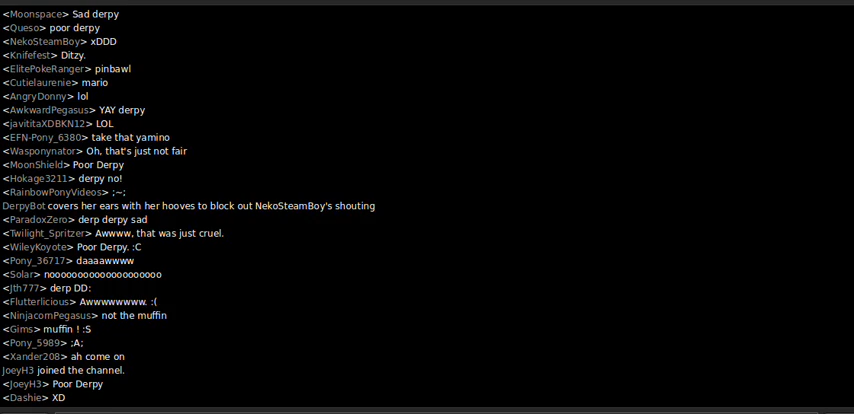 <Moonspace> Sad derpy
<Queso> poor derpy
<NekoSteamBoy> xDDD
<Knifefest> Ditzy.
<ElitePokeRanger> pinbawl
<Cutielaurenie> mario
<AngryDonny> lol
<AwkwardPegasus> YAY derpy
<javititaXDBKN12> LOL
<EFN-Pony_6380> take that yamino
<Wasponynator> Oh, that's just not fair
<MoonShield> Poor Derpy
<Hokage3211> derpy no!
<RainbowPonyVideos> ;~;
DerpyBot covers her ears with her hooves to block out NekoSteamBoy's shouting
<ParadoxZero> derp derpy sad
<Twilight_Spritzer> Awwww, that was just cruel.
<WileyKoyote> Poor Derpy. :C
<Pony_36717> daaaawwww
<Solar> noooooooooooooooooooo
<Jth777> derp DD:
<Flutterlicious> Awwwwwwww. :(
<NinjacomPegasus> not the muffin
<Gims> muffin ! :S
<Pony_5989> ;A;
<Xander208> ah come on
JoeyH3 joined the channel.
<JoeyH3> Poor Derpy
<Dashie> XD